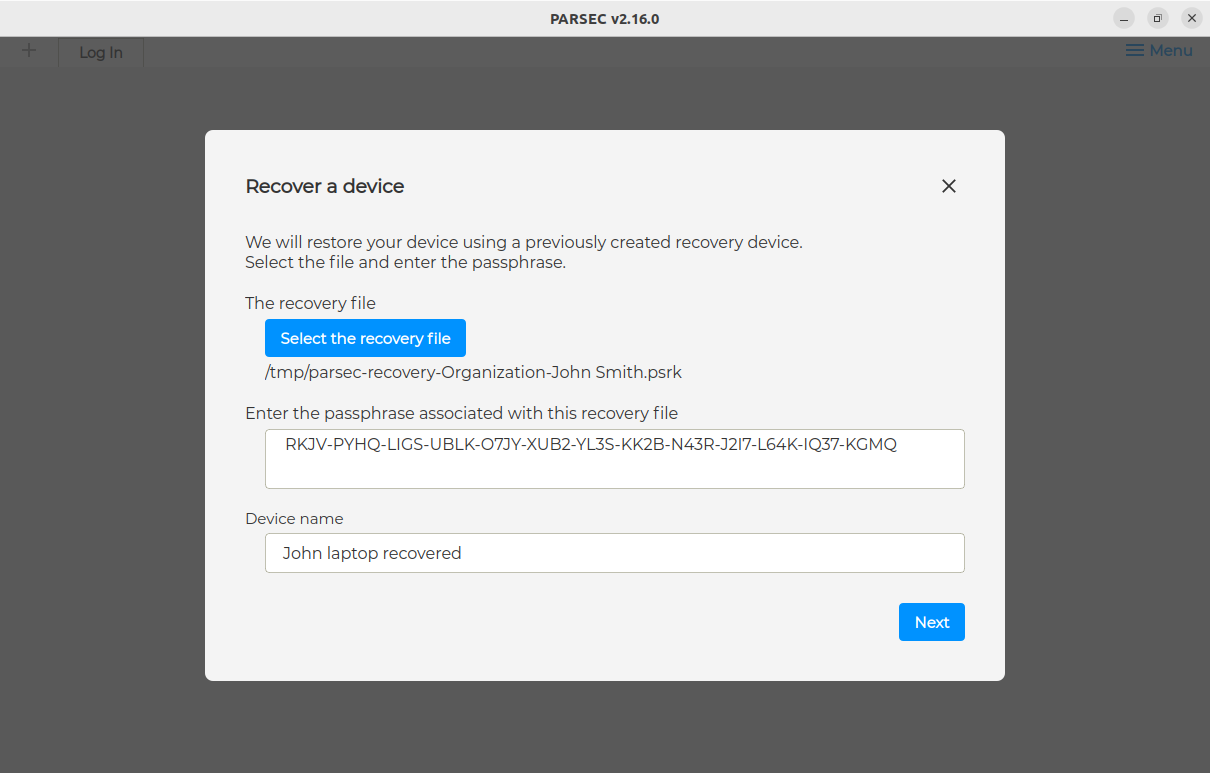 PARSEC v2.16.0
Log In
Menu
Recover a device
We will restore your device using a previously created recovery device.
Select the file and enter the passphrase.
The recovery file
Select the recovery file
/tmp/parsec-recovery-Organization-John Smith.psrk
Enter the passphrase associated with this recovery file
RKJV-PYHQ-LIGS-UBLK-O7JY-XUB2-YL3S-KK2B-N43R-J2I7-L64K-IQ37-KGMQ
Device name
John laptop recovered
Next